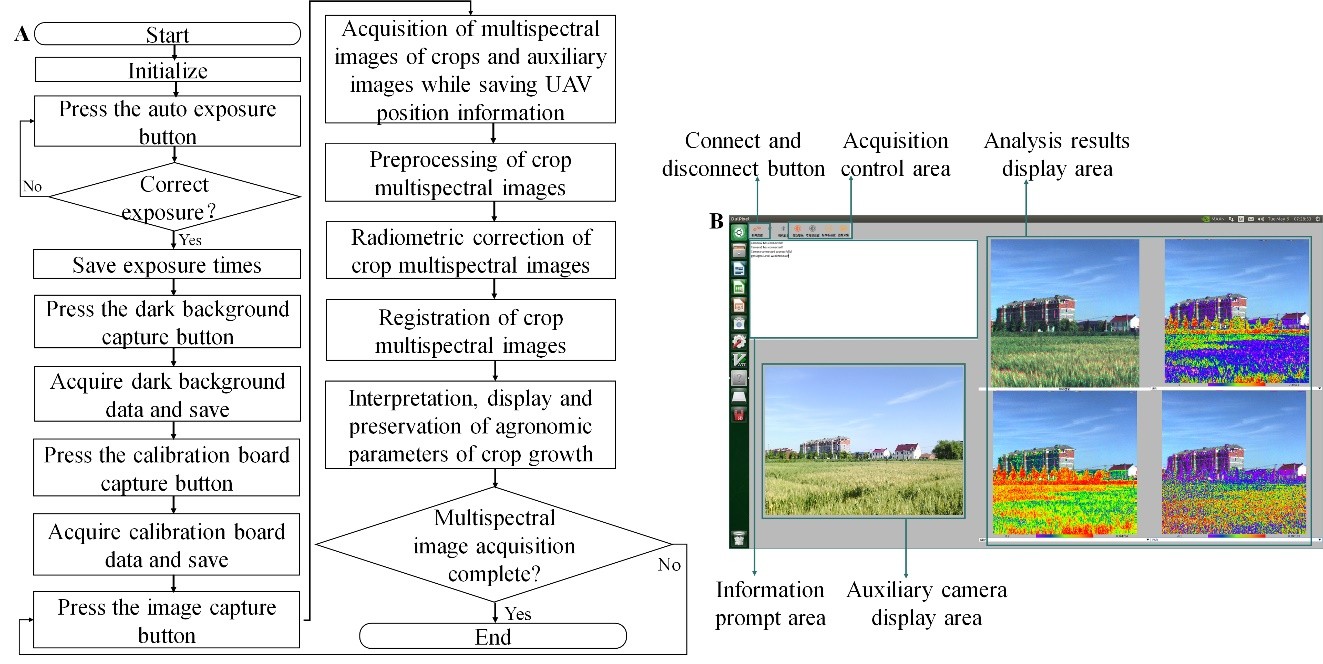 A
Start
Initialize
Press the auto exposure
button
Correct
exposure?
No
Yes
Save exposure times
Press the dark background
capture button
Acquire dark background
data and save
Press the calibration board
capture button
Acquire calibration board
data and save
Press the image capture
button
Acquisition of multispectral
images of crops and auxiliary
images while saving UAV
position information
Preprocessing of crop
multispectral images
Radiometric correction of
crop multispectral images
Registration of crop
multispectral images
Interpretation, display and
preservation of agronomic
parameters of crop growth
Multispectral
image acquisition
complete?
No
Yes
End
B
Connect and
disconnect button
Acquisition
control area
Analysis results
display area
Information
prompt area
Auxiliary camera
display area